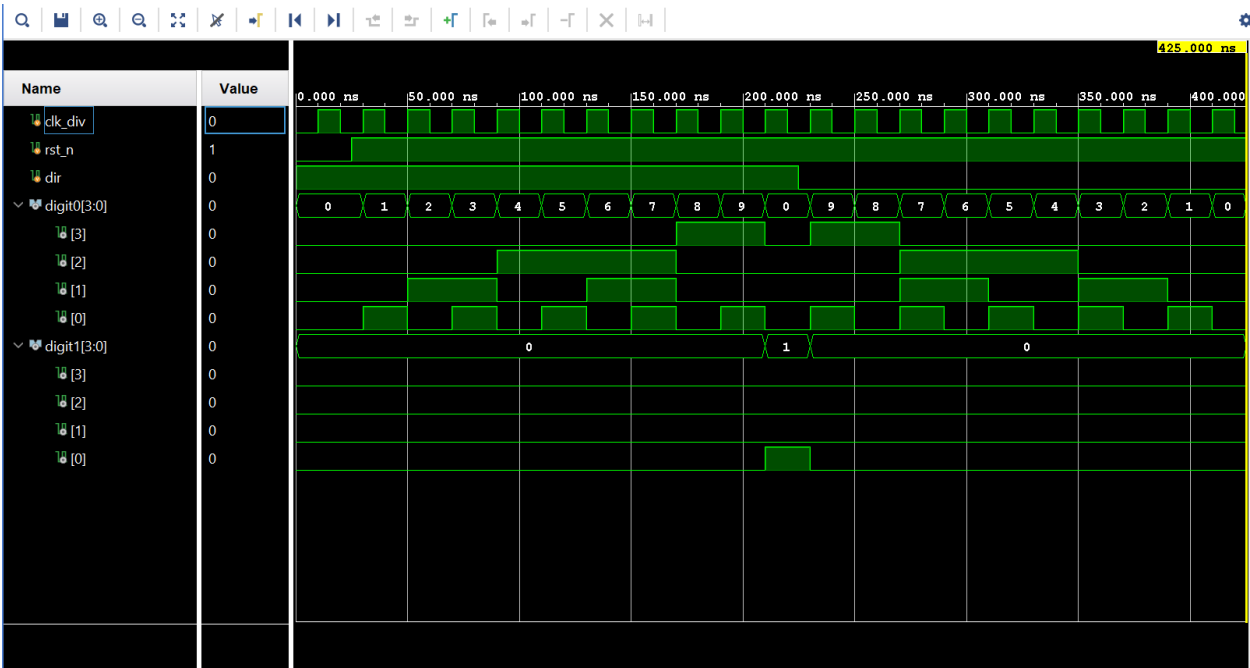 425.000 ns
Name Value
0.000 ns 50.000 ns 100.000 ns 150.000 ns 200.000 ns 250.000 ns 300.000 ns 350.000 ns 400.000
clk_div 0
rst_n 1
dir 0
digit0[3:0] 0 0 1 2 3 4 5 6 7 8 9 0 9 8 7 6 5 4 3 2 1 0
[3] 0
[2] 0
[1] 0
[0] 0
digit1[3:0] 0 0 1 0
[3] 0
[2] 0
[1] 0
[0] 0